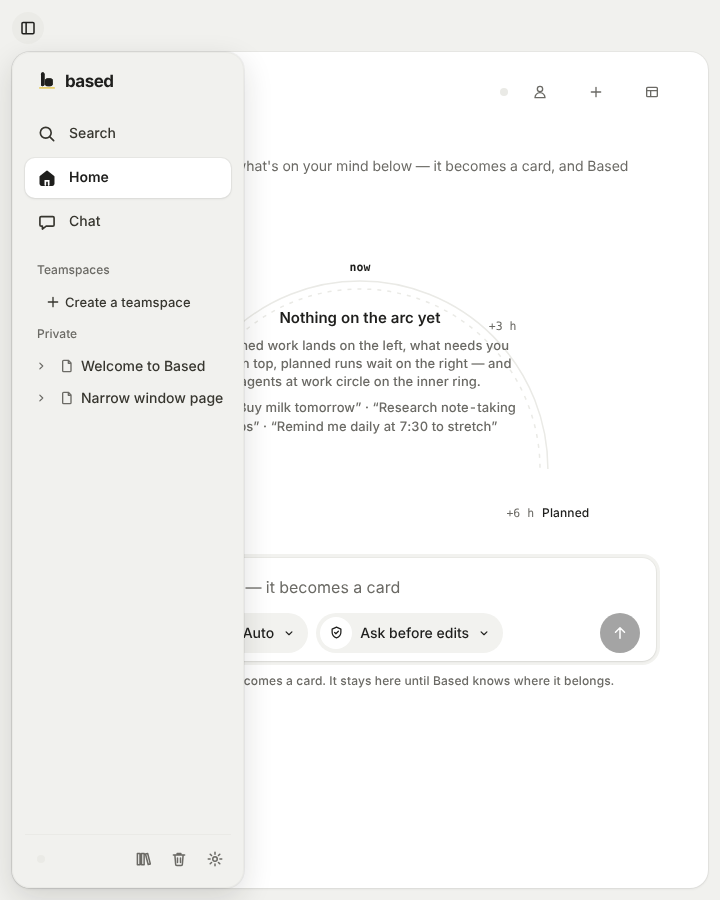 based
Search
Home
Chat
Teamspaces
Create a teamspace
Private
Welcome to Based
Narrow window page
what's on your mind below — it becomes a card, and Based
now
+3 h
Nothing on the arc yet
work lands on the left, what needs you
top, planned runs wait on the right — and
agents at work circle on the inner ring.
Buy milk tomorrow” · “Research note-taking
” · “Remind me daily at 7:30 to stretch”
+6 h Planned
— it becomes a card
Auto
Ask before edits
comes a card. It stays here until Based knows where it belongs.